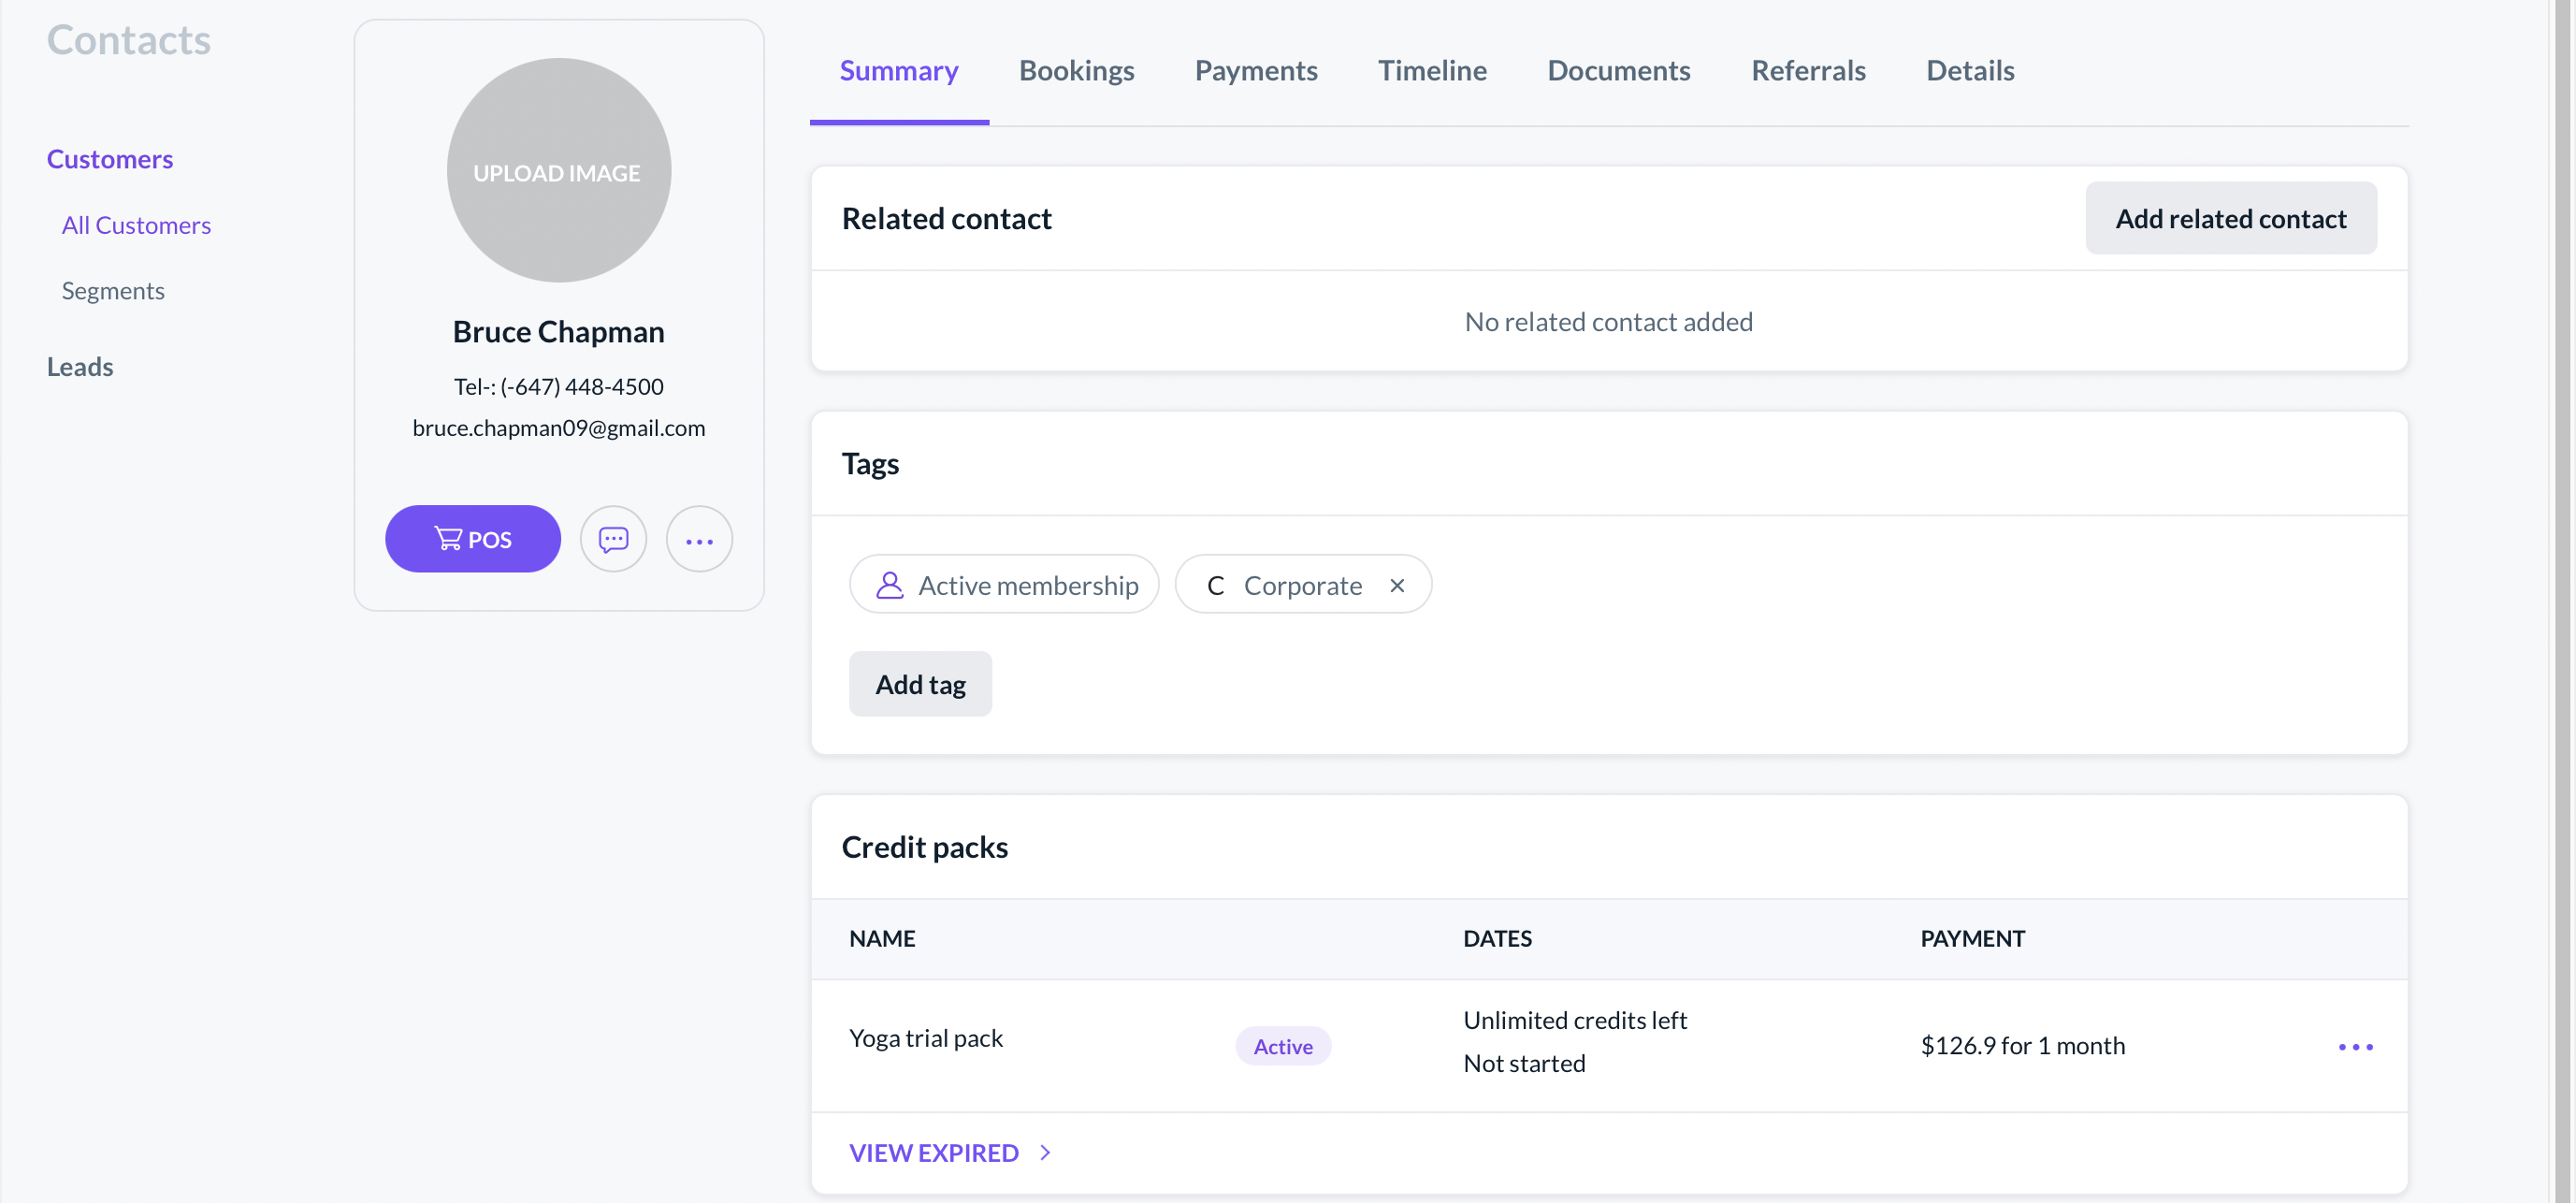 Contacts
Customers
All Customers
Segments
Leads
UPLOAD IMAGE
Bruce Chapman
Tel-: (-647) 448-4500
bruce.chapman09@gmail.com
POS
Summary Bookings Payments Timeline Documents Referrals Details
Related contact Add related contact
No related contact added
Tags
Active membership C Corporate ×
Add tag
Credit packs
NAME DATES PAYMENT
Yoga trial pack Active Unlimited credits left
Not started $126.9 for 1 month
VIEW EXPIRED >